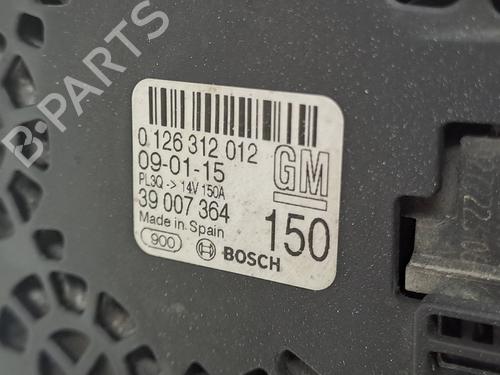 B-PARTS
0 126 312 012
09-01-15
PL3Q -> 14V 150A
39 007 364
Made in Spain
900
BOSCH
GM
150